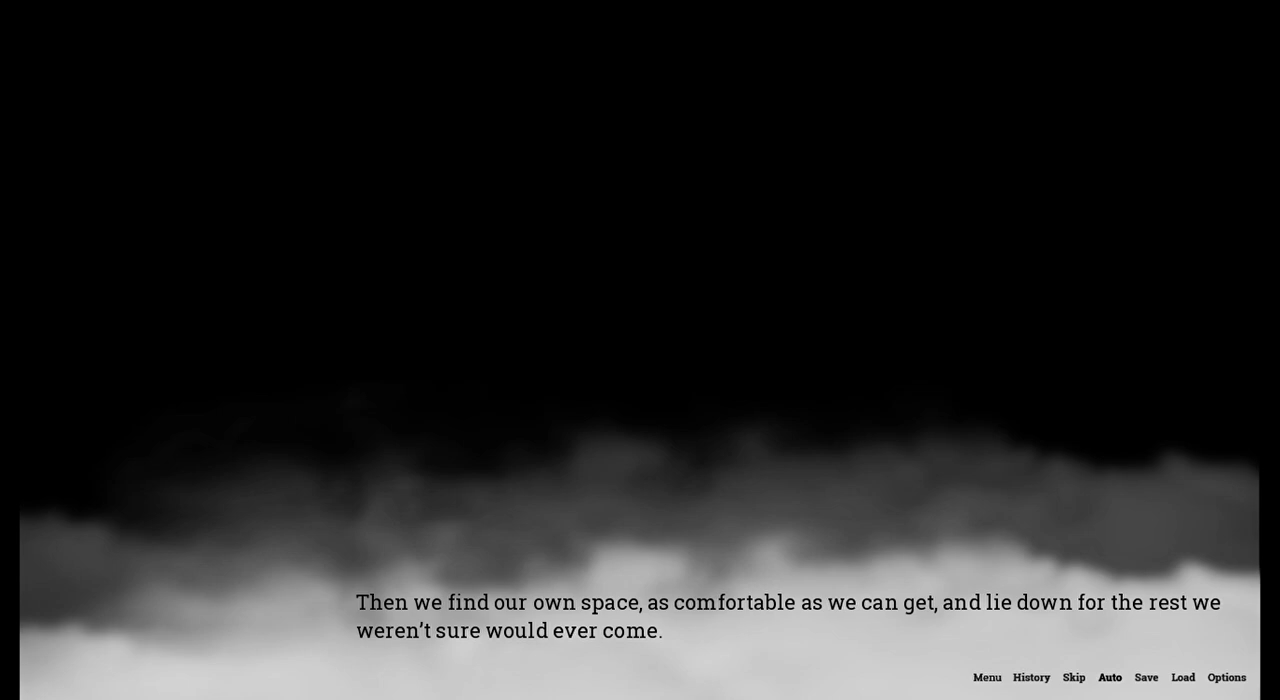 Then we find our own space, as comfortable as we can get, and lie down for the rest we
weren’t sure would ever come.
Menu History Skip Auto Save Load Options